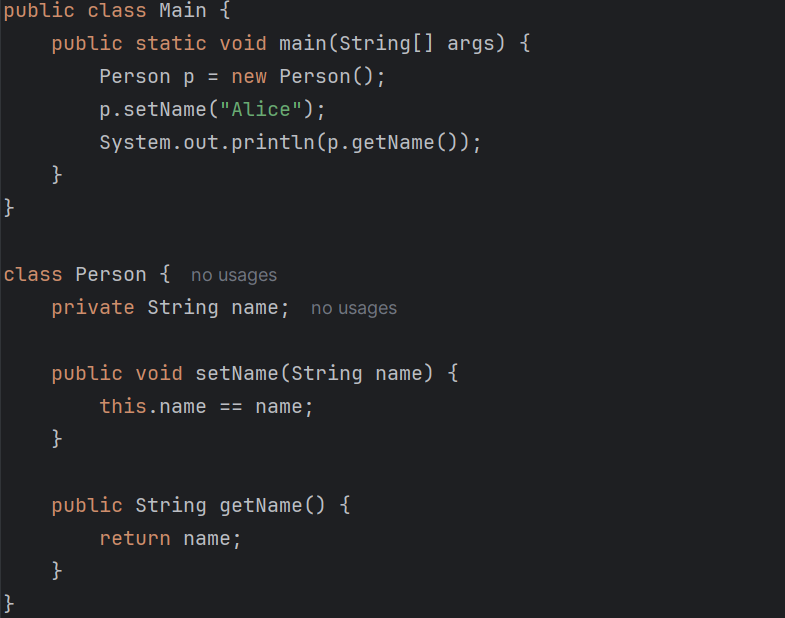 public class Main {
    public static void main(String[] args) {
        Person p = new Person();
        p.setName("Alice");
        System.out.println(p.getName());
    }
}

class Person {  no usages
    private String name;  no usages

    public void setName(String name) {
        this.name == name;
    }

    public String getName() {
        return name;
    }
}